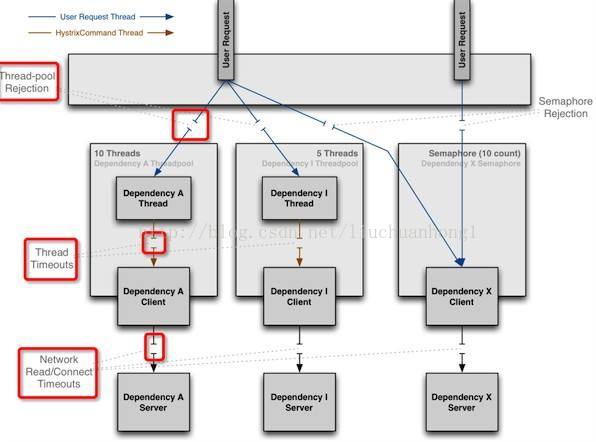 User Request Thread
HystrixCommand Thread
User Request
User Request
Thread-pool
Rejection
Semaphore
Rejection
10 Threads
Dependency A Threadpool
5 Threads
Dependency I Threadpool
Semaphore (10 count)
Dependency X Semaphore
Dependency A
Thread
Dependency I
Thread
http://blog.csdn.net/liuchuanhong1
Thread
Timeouts
Dependency A
Client
Dependency I
Client
Dependency X
Client
Network
Read/Connect
Timeouts
Dependency A
Server
Dependency I
Server
Dependency X
Server